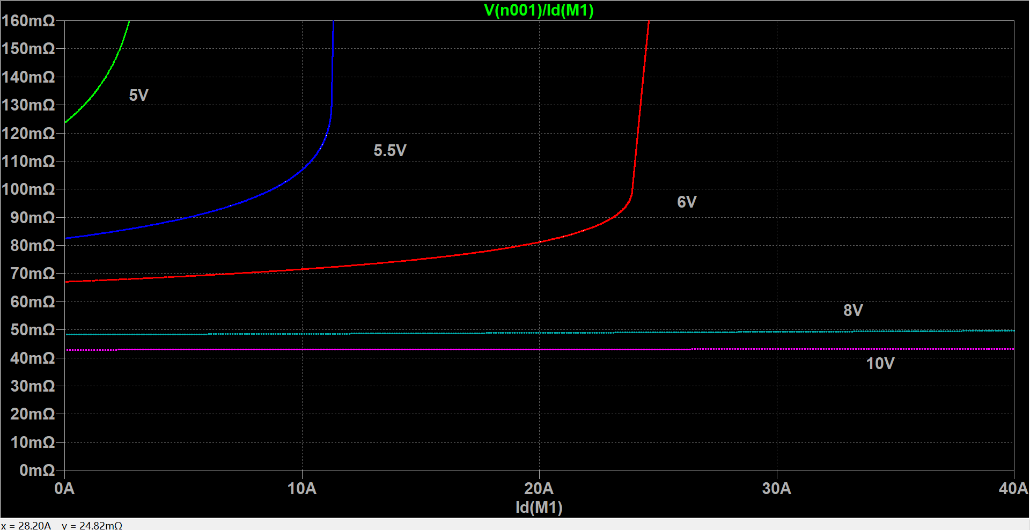 V(n001)/Id(M1)
160mΩ
150mΩ
140mΩ
130mΩ
120mΩ
110mΩ
100mΩ
90mΩ
80mΩ
70mΩ
60mΩ
50mΩ
40mΩ
30mΩ
20mΩ
10mΩ
0mΩ
5V
5.5V
6V
8V
10V
0A 10A 20A 30A 40A
Id(M1)
x = 28.20A y = 24.82mΩ